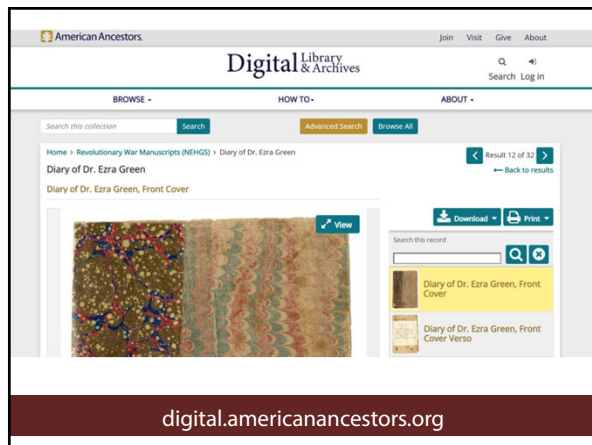 American Ancestors
Join Visit Give About
Digital Library & Archives
Search Log in
BROWSE HOW TO ABOUT
Search this collection Search Advanced Search Browse All
Home > Revolutionary War Manuscripts (NEHGS) > Diary of Dr. Ezra Green
Result 12 of 32
Diary of Dr. Ezra Green
Back to results
Diary of Dr. Ezra Green, Front Cover
View
Download Print
Search this record
Diary of Dr. Ezra Green, Front
Cover
Diary of Dr. Ezra Green, Front
Cover Verso
digital.americanancestors.org